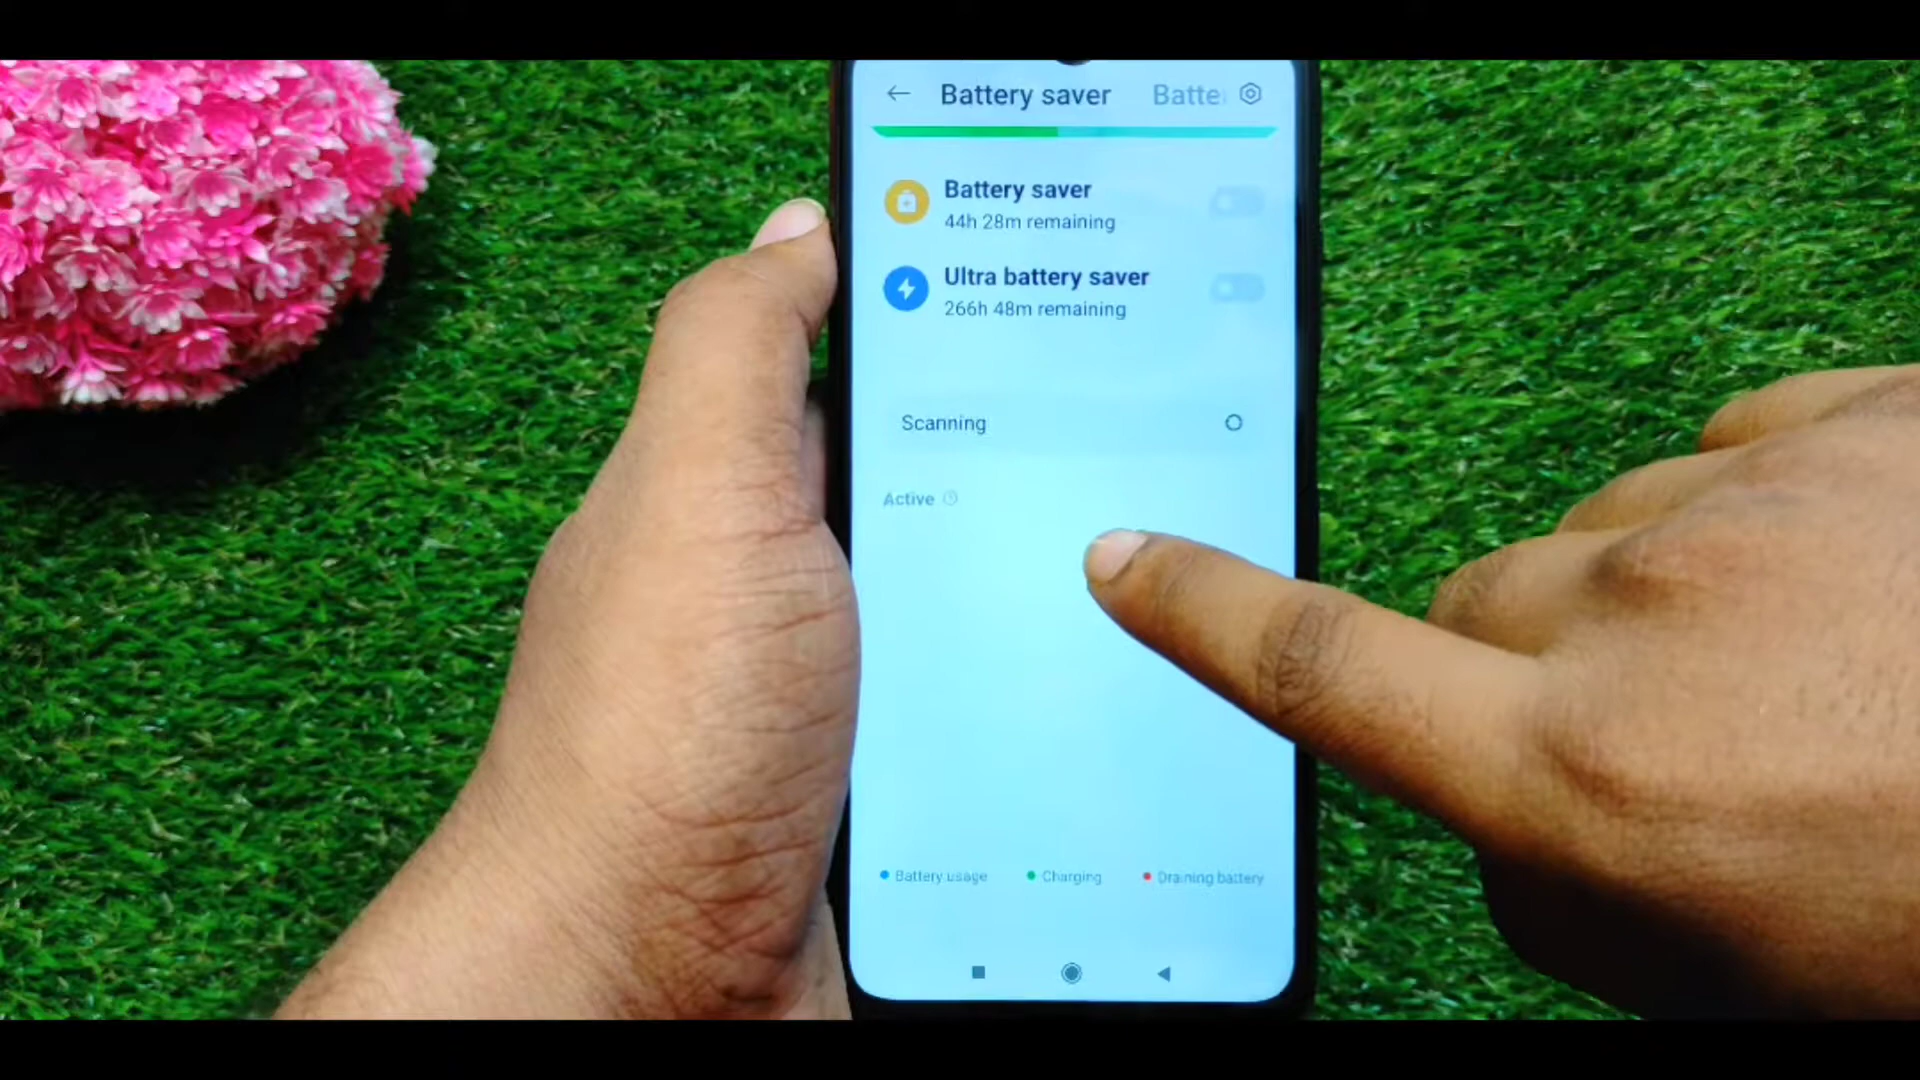 Battery saver Batte
Battery saver
44h 28m remaining
Ultra battery saver
266h 48m remaining
Scanning
Active
Battery usage Charging Draining battery